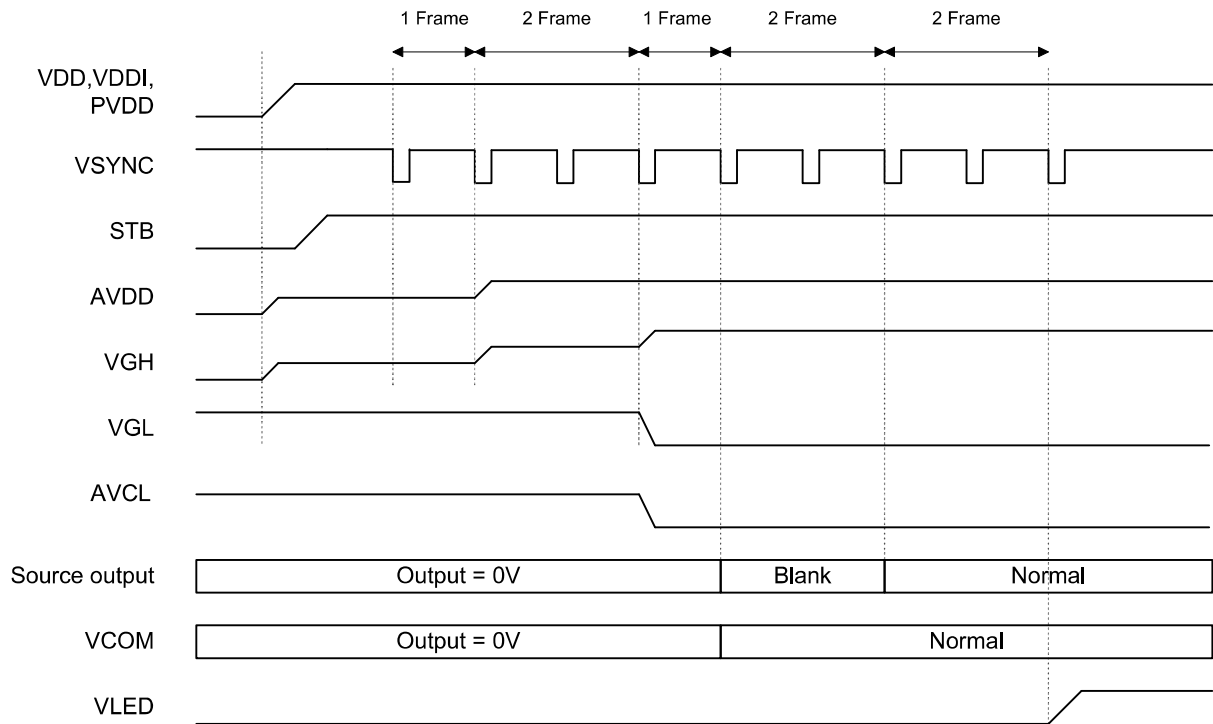 1 Frame 2 Frame 1 Frame 2 Frame 2 Frame
VDD,VDDI,
PVDD
VSYNC
STB
AVDD
VGH
VGL
AVCL
Source output Output = 0V Blank Normal
VCOM Output = 0V Normal
VLED